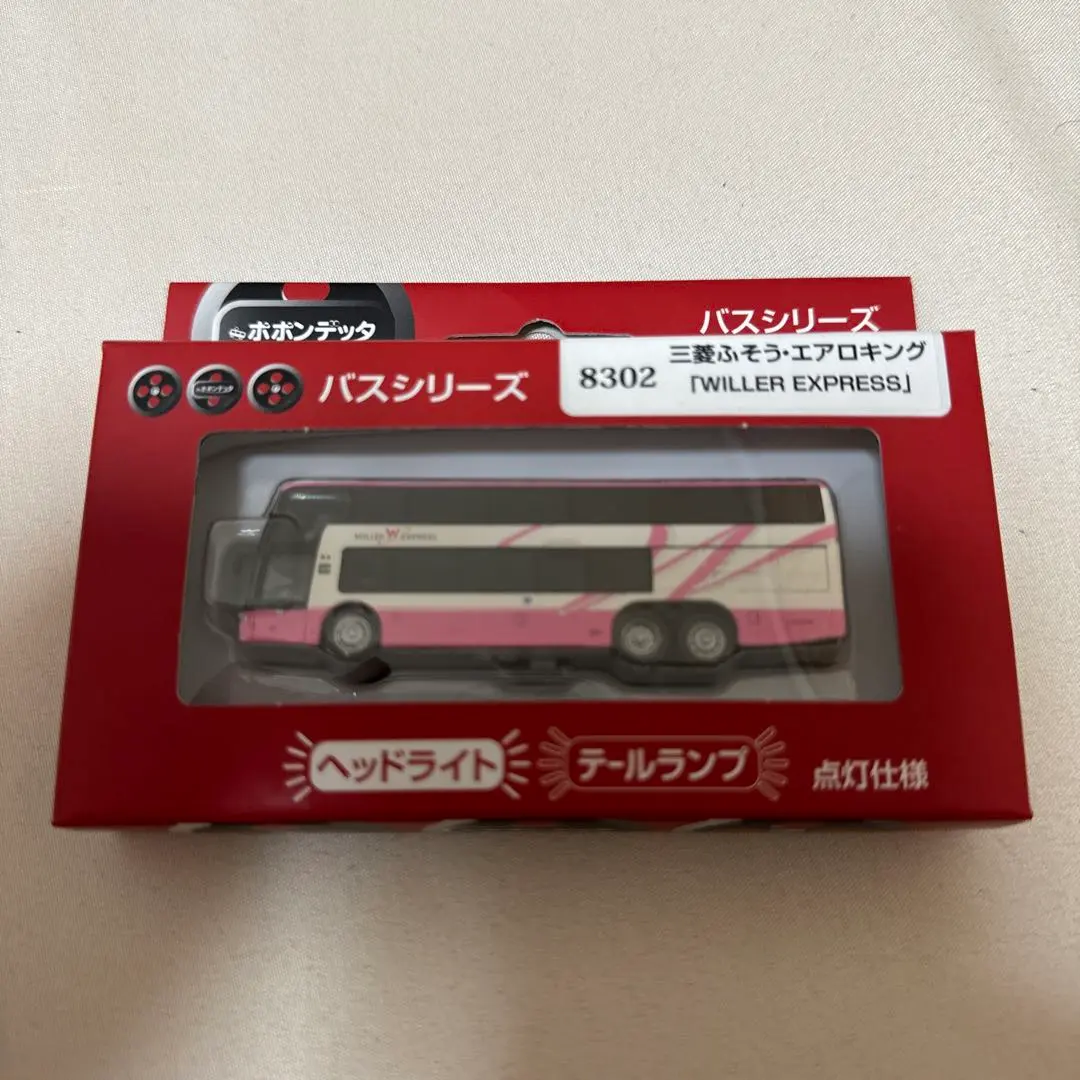 ポポンデッタ
バスシリーズ
ポポンデッタ
バスシリーズ
8302
三菱ふそう・エアロキング
「WILLER EXPRESS」
WILLER EXPRESS
ヘッドライト
テールランプ
点灯仕様